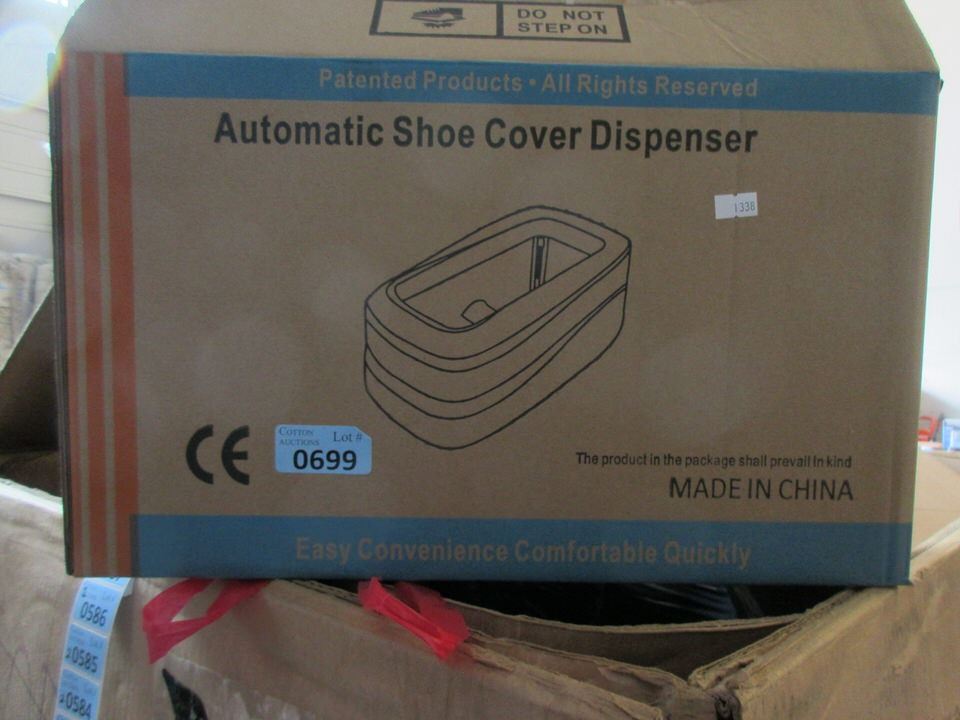 DO NOT
STEP ON
Patented Products • All Rights Reserved
Automatic Shoe Cover Dispenser
1338
CE
COTTON
AUCTIONS
Lot #
0699
The product in the package shall prevail in kind
MADE IN CHINA
Easy Convenience Comfortable Quickly
0586
0585
0584